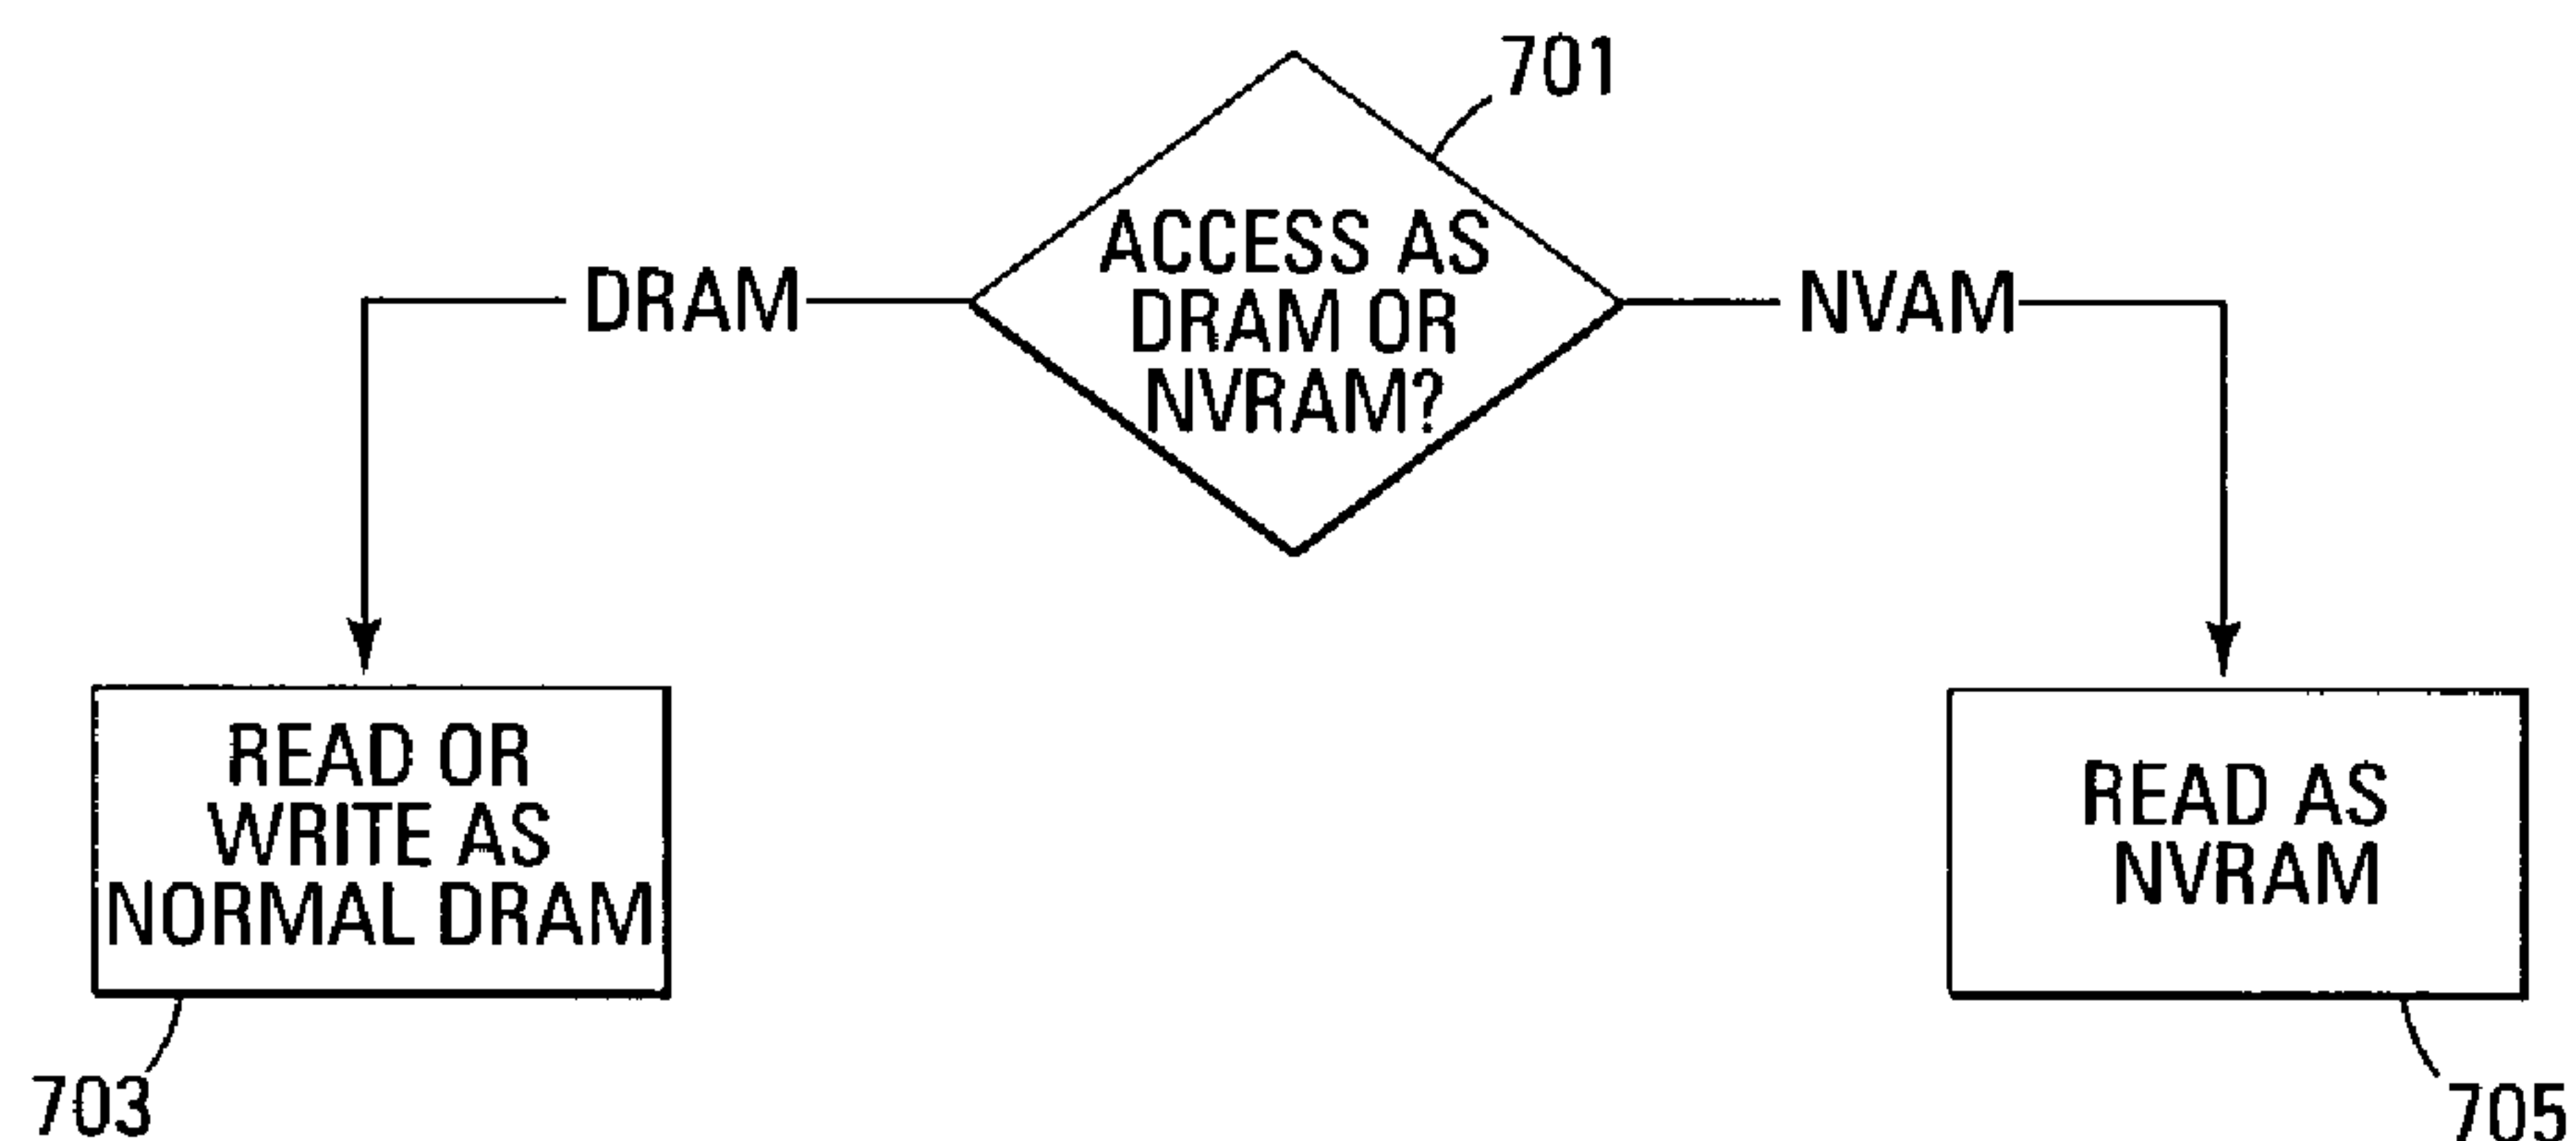 701
ACCESS AS
DRAM OR
NVRAM?
DRAM
NVAM
READ OR
WRITE AS
NORMAL DRAM
READ AS
NVRAM
703
705